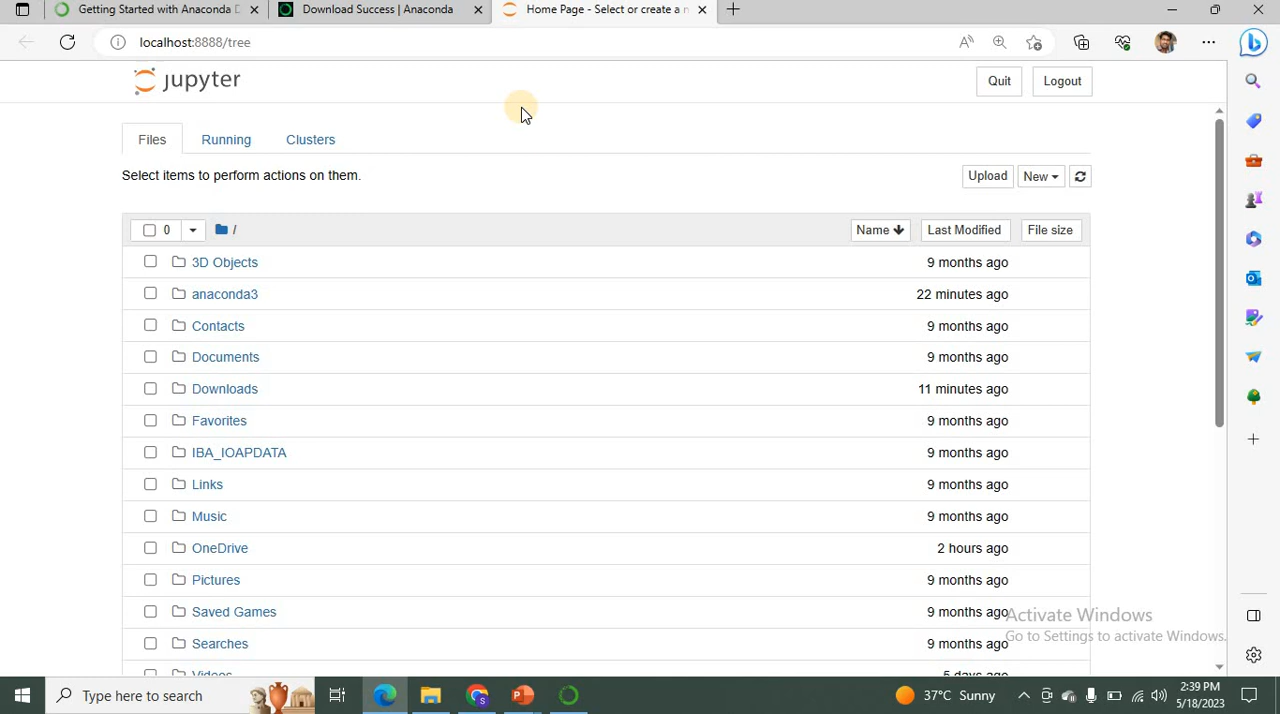 Getting Started with Anaconda D
Download Success | Anaconda
Home Page - Select or create a n
localhost:8888/tree
jupyter
Quit
Logout
Files
Running
Clusters
Select items to perform actions on them.
Upload
New
0
/
Name
Last Modified
File size
3D Objects
9 months ago
anaconda3
22 minutes ago
Contacts
9 months ago
Documents
9 months ago
Downloads
11 minutes ago
Favorites
9 months ago
IBA_IOAPDATA
9 months ago
Links
9 months ago
Music
9 months ago
OneDrive
2 hours ago
Pictures
9 months ago
Saved Games
9 months ago
Searches
9 months ago
Videos
5 days ago
Activate Windows
Go to Settings to activate Windows.
Type here to search
37°C Sunny
2:39 PM
5/18/2023